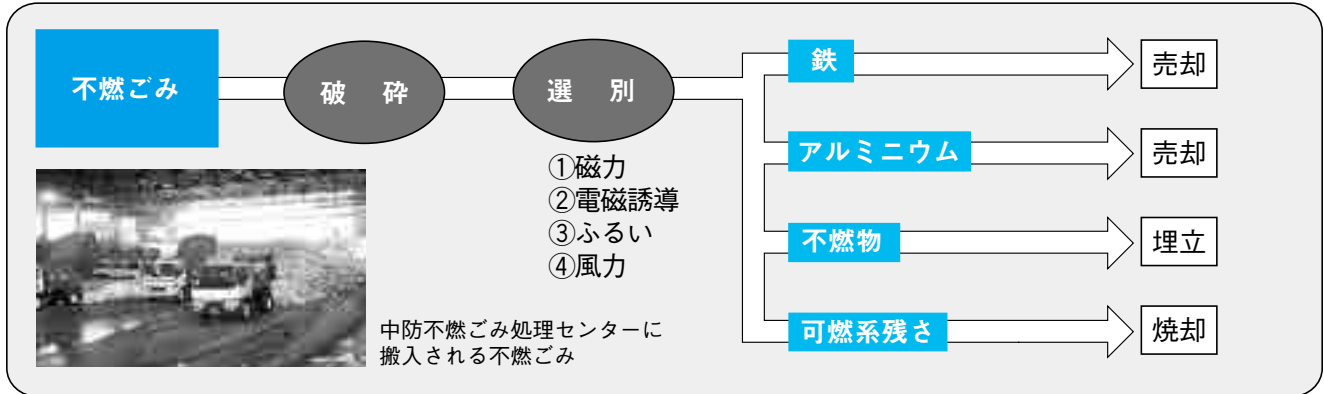 不燃ごみ
破 砕
選 別
①磁力
②電磁誘導
③ふるい
④風力
鉄
売却
アルミニウム
売却
不燃物
埋立
可燃系残さ
焼却
中防不燃ごみ処理センターに
搬入される不燃ごみ